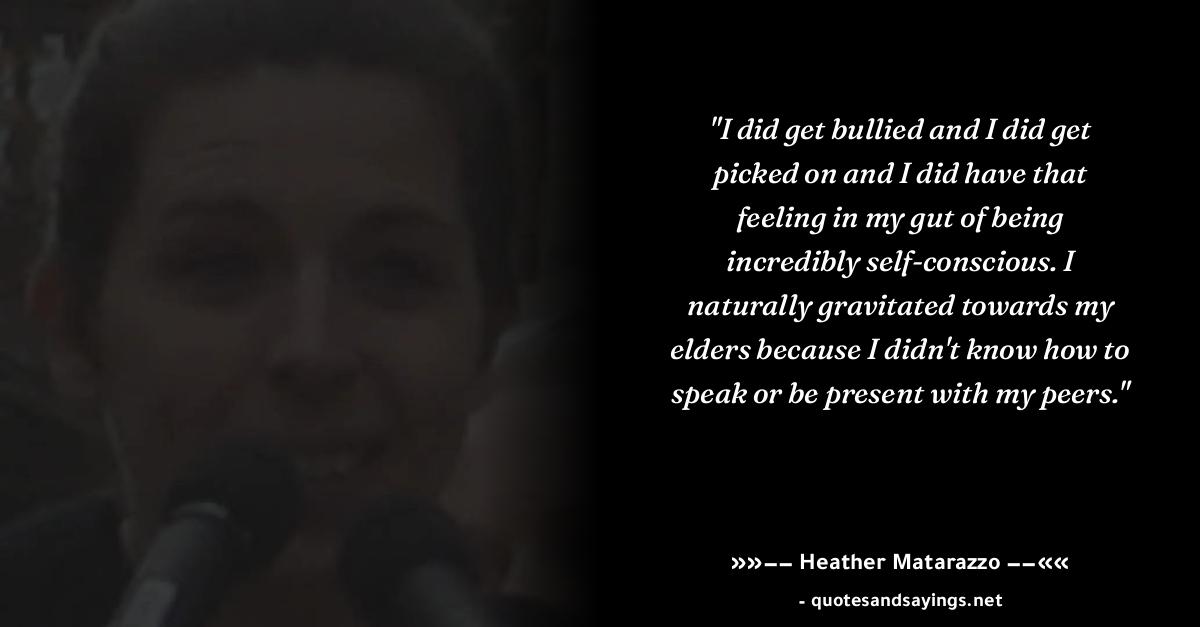 "I did get bullied and I did get
picked on and I did have that
feeling in my gut of being
incredibly self-conscious. I
naturally gravitated towards my
elders because I didn't know how to
speak or be present with my peers."
»»–– Heather Matarazzo ––««
- quotesandsayings.net